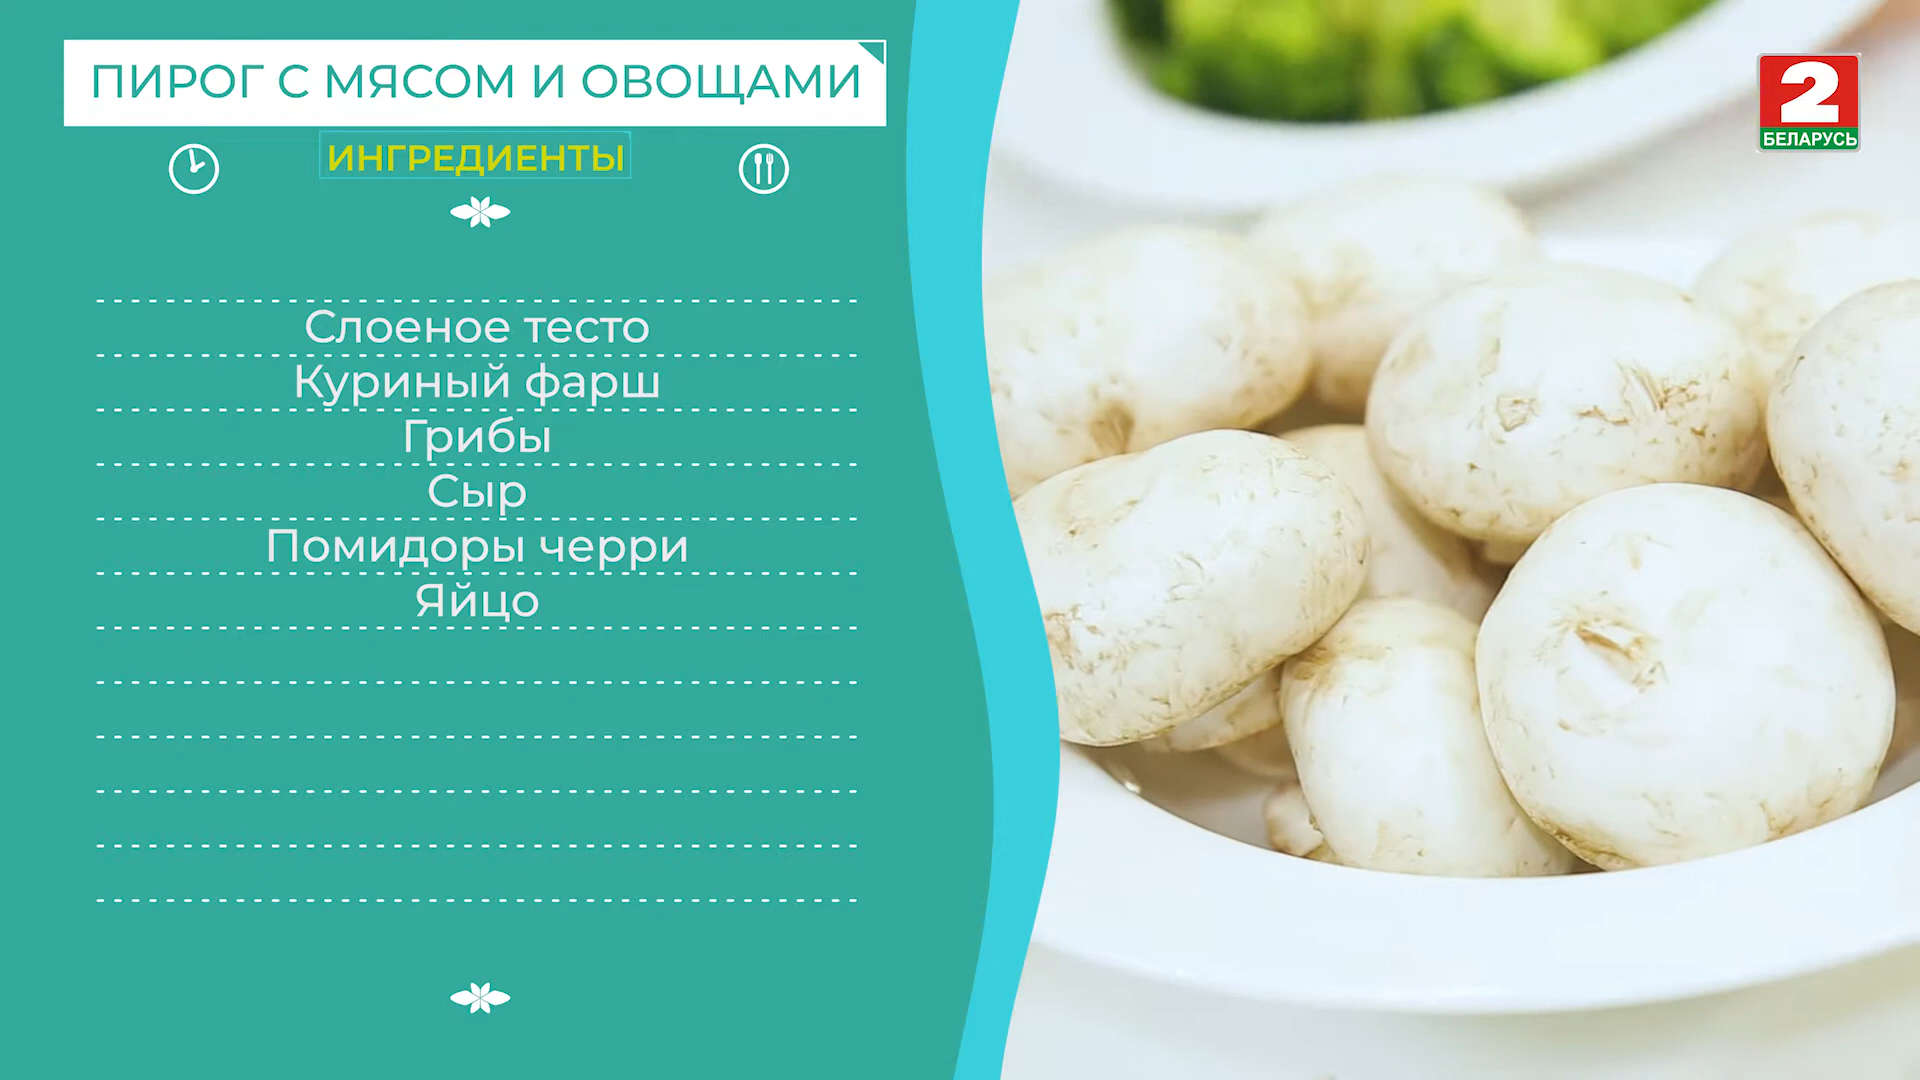 ПИРОГ С МЯСОМ И ОВОЩАМИ
ИНГРЕДИЕНТЫ
Слоеное тесто
Куриный фарш
Грибы
Сыр
Помидоры черри
Яйцо
2
БЕЛАРУСЬ